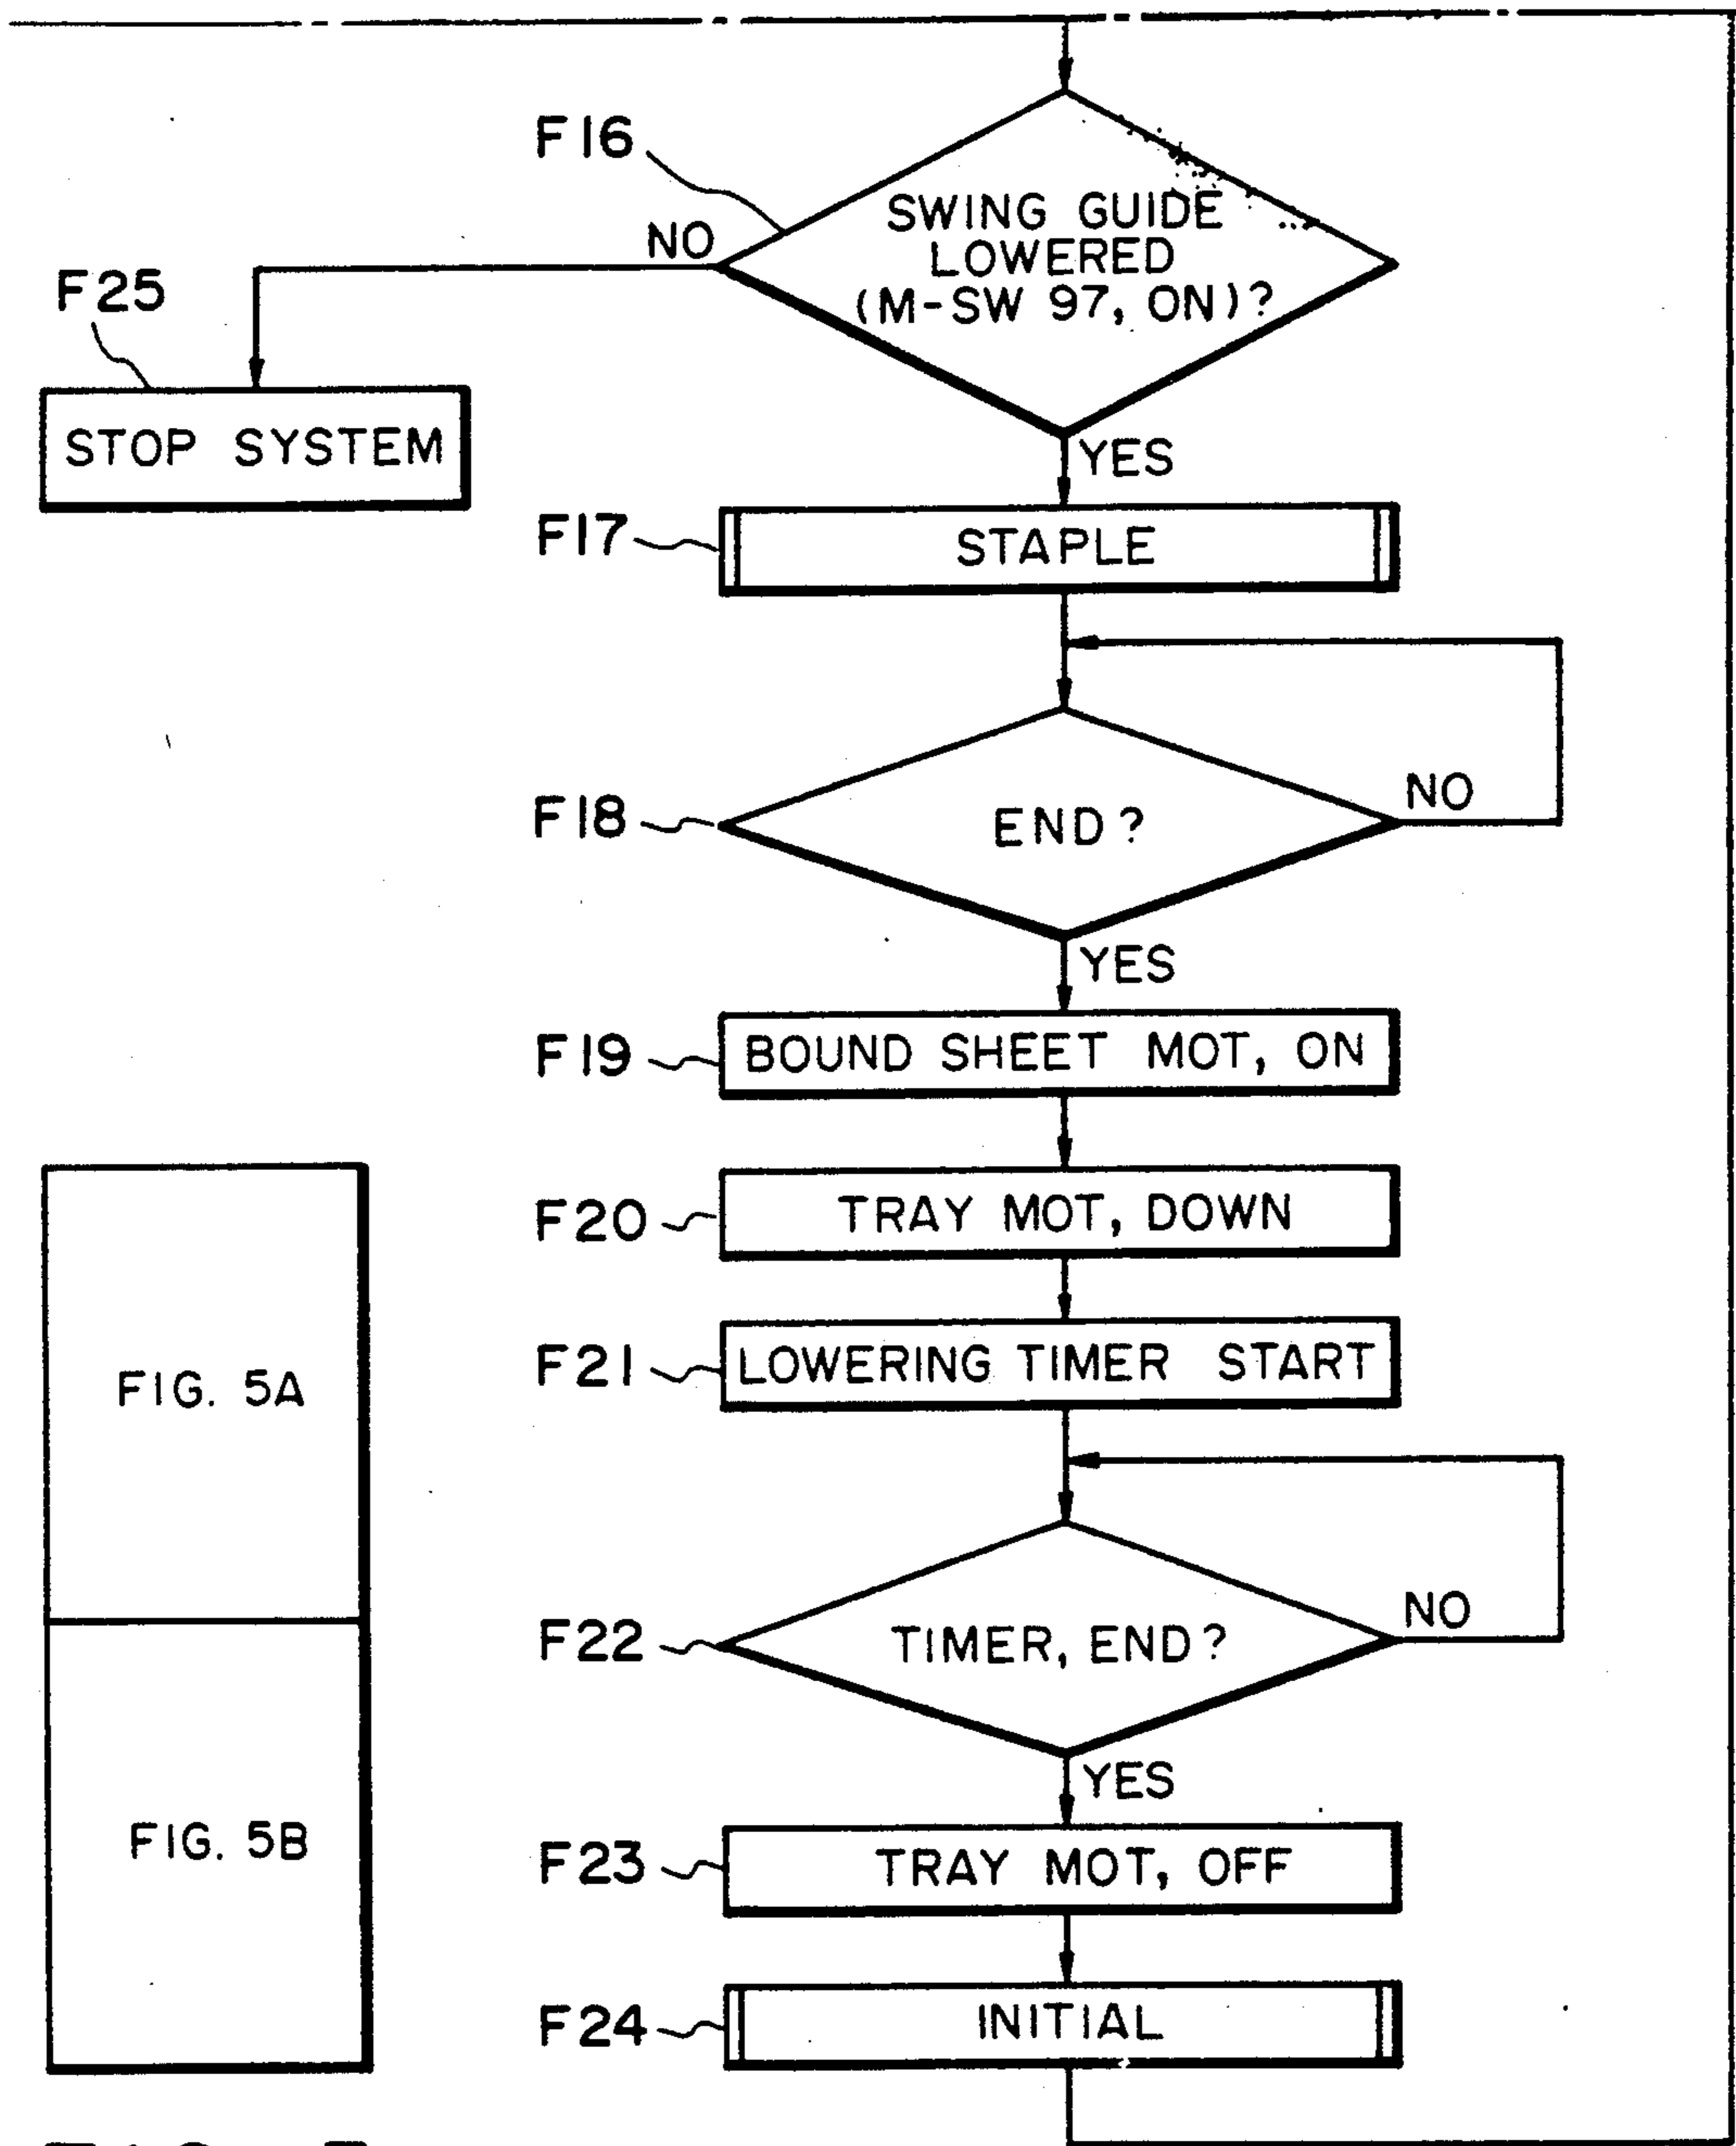 F16
SWING GUIDE
LOWERED
(M-SW 97, ON)?
NO
F25
STOP SYSTEM
YES
F17
STAPLE
F18
END?
NO
YES
F19
BOUND SHEET MOT, ON
F20
TRAY MOT, DOWN
F21
LOWERING TIMER START
F22
TIMER, END?
NO
YES
F23
TRAY MOT, OFF
F24
INITIAL
FIG. 5A
FIG. 5B